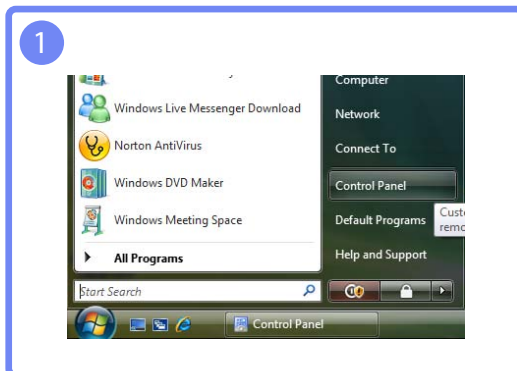 1
Windows Live Messenger Download
Norton AntiVirus
Windows DVD Maker
Windows Meeting Space
All Programs
Start Search
Computer
Network
Connect To
Control Panel
Default Programs
Help and Support
Control Panel